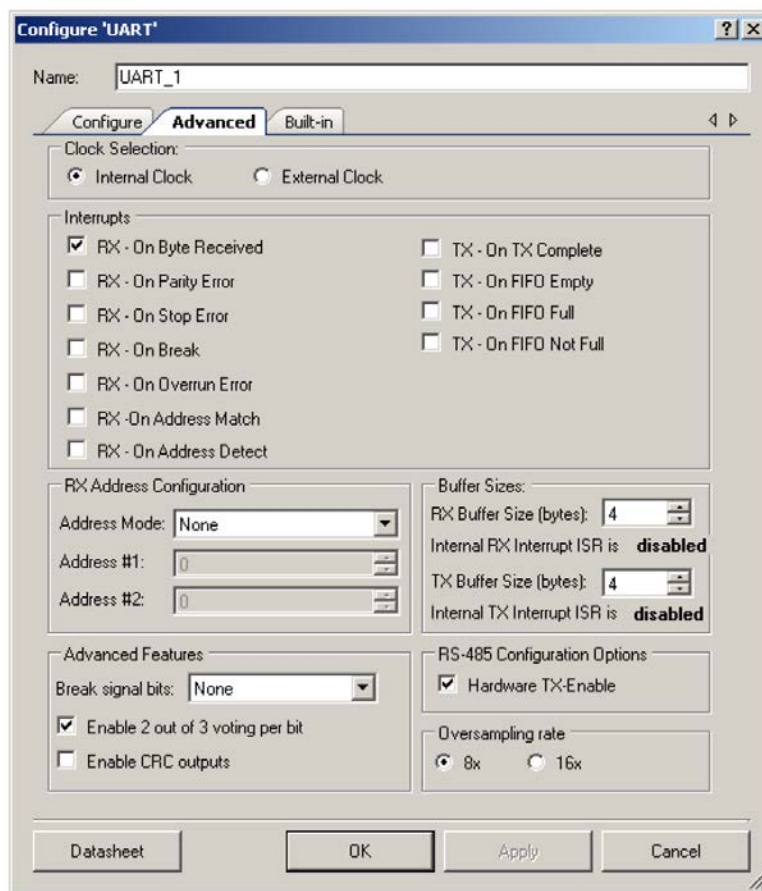 Configure 'UART'
Name: UART_1
Configure Advanced Built-in
Clock Selection:
Internal Clock External Clock
Interrupts
RX - On Byte Received
RX - On Parity Error
RX - On Stop Error
RX - On Break
RX - On Overrun Error
RX -On Address Match
RX - On Address Detect
TX - On TX Complete
TX - On FIFO Empty
TX - On FIFO Full
TX - On FIFO Not Full
RX Address Configuration
Address Mode: None
Address #1: 0
Address #2: 0
Buffer Sizes:
RX Buffer Size (bytes): 4
Internal RX Interrupt ISR is disabled
TX Buffer Size (bytes): 4
Internal TX Interrupt ISR is disabled
Advanced Features
Break signal bits: None
Enable 2 out of 3 voting per bit
Enable CRC outputs
RS-485 Configuration Options
Hardware TX-Enable
Oversampling rate
8x 16x
Datasheet OK Apply Cancel